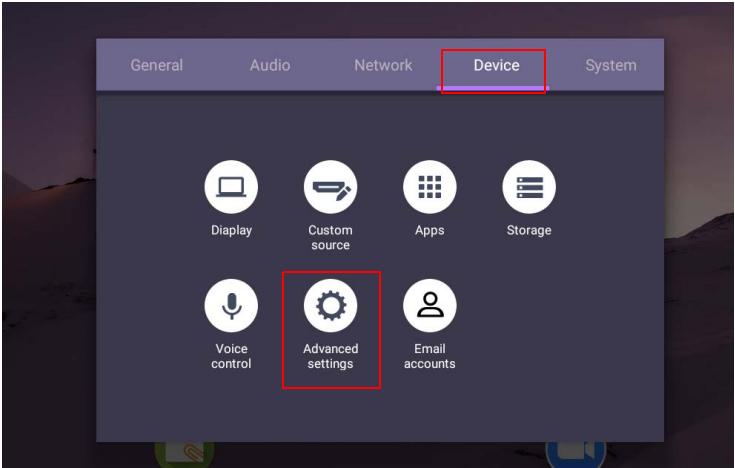 General Audio Network Device System
Diaplay Custom source Apps Storage
Voice control Advanced settings Email accounts